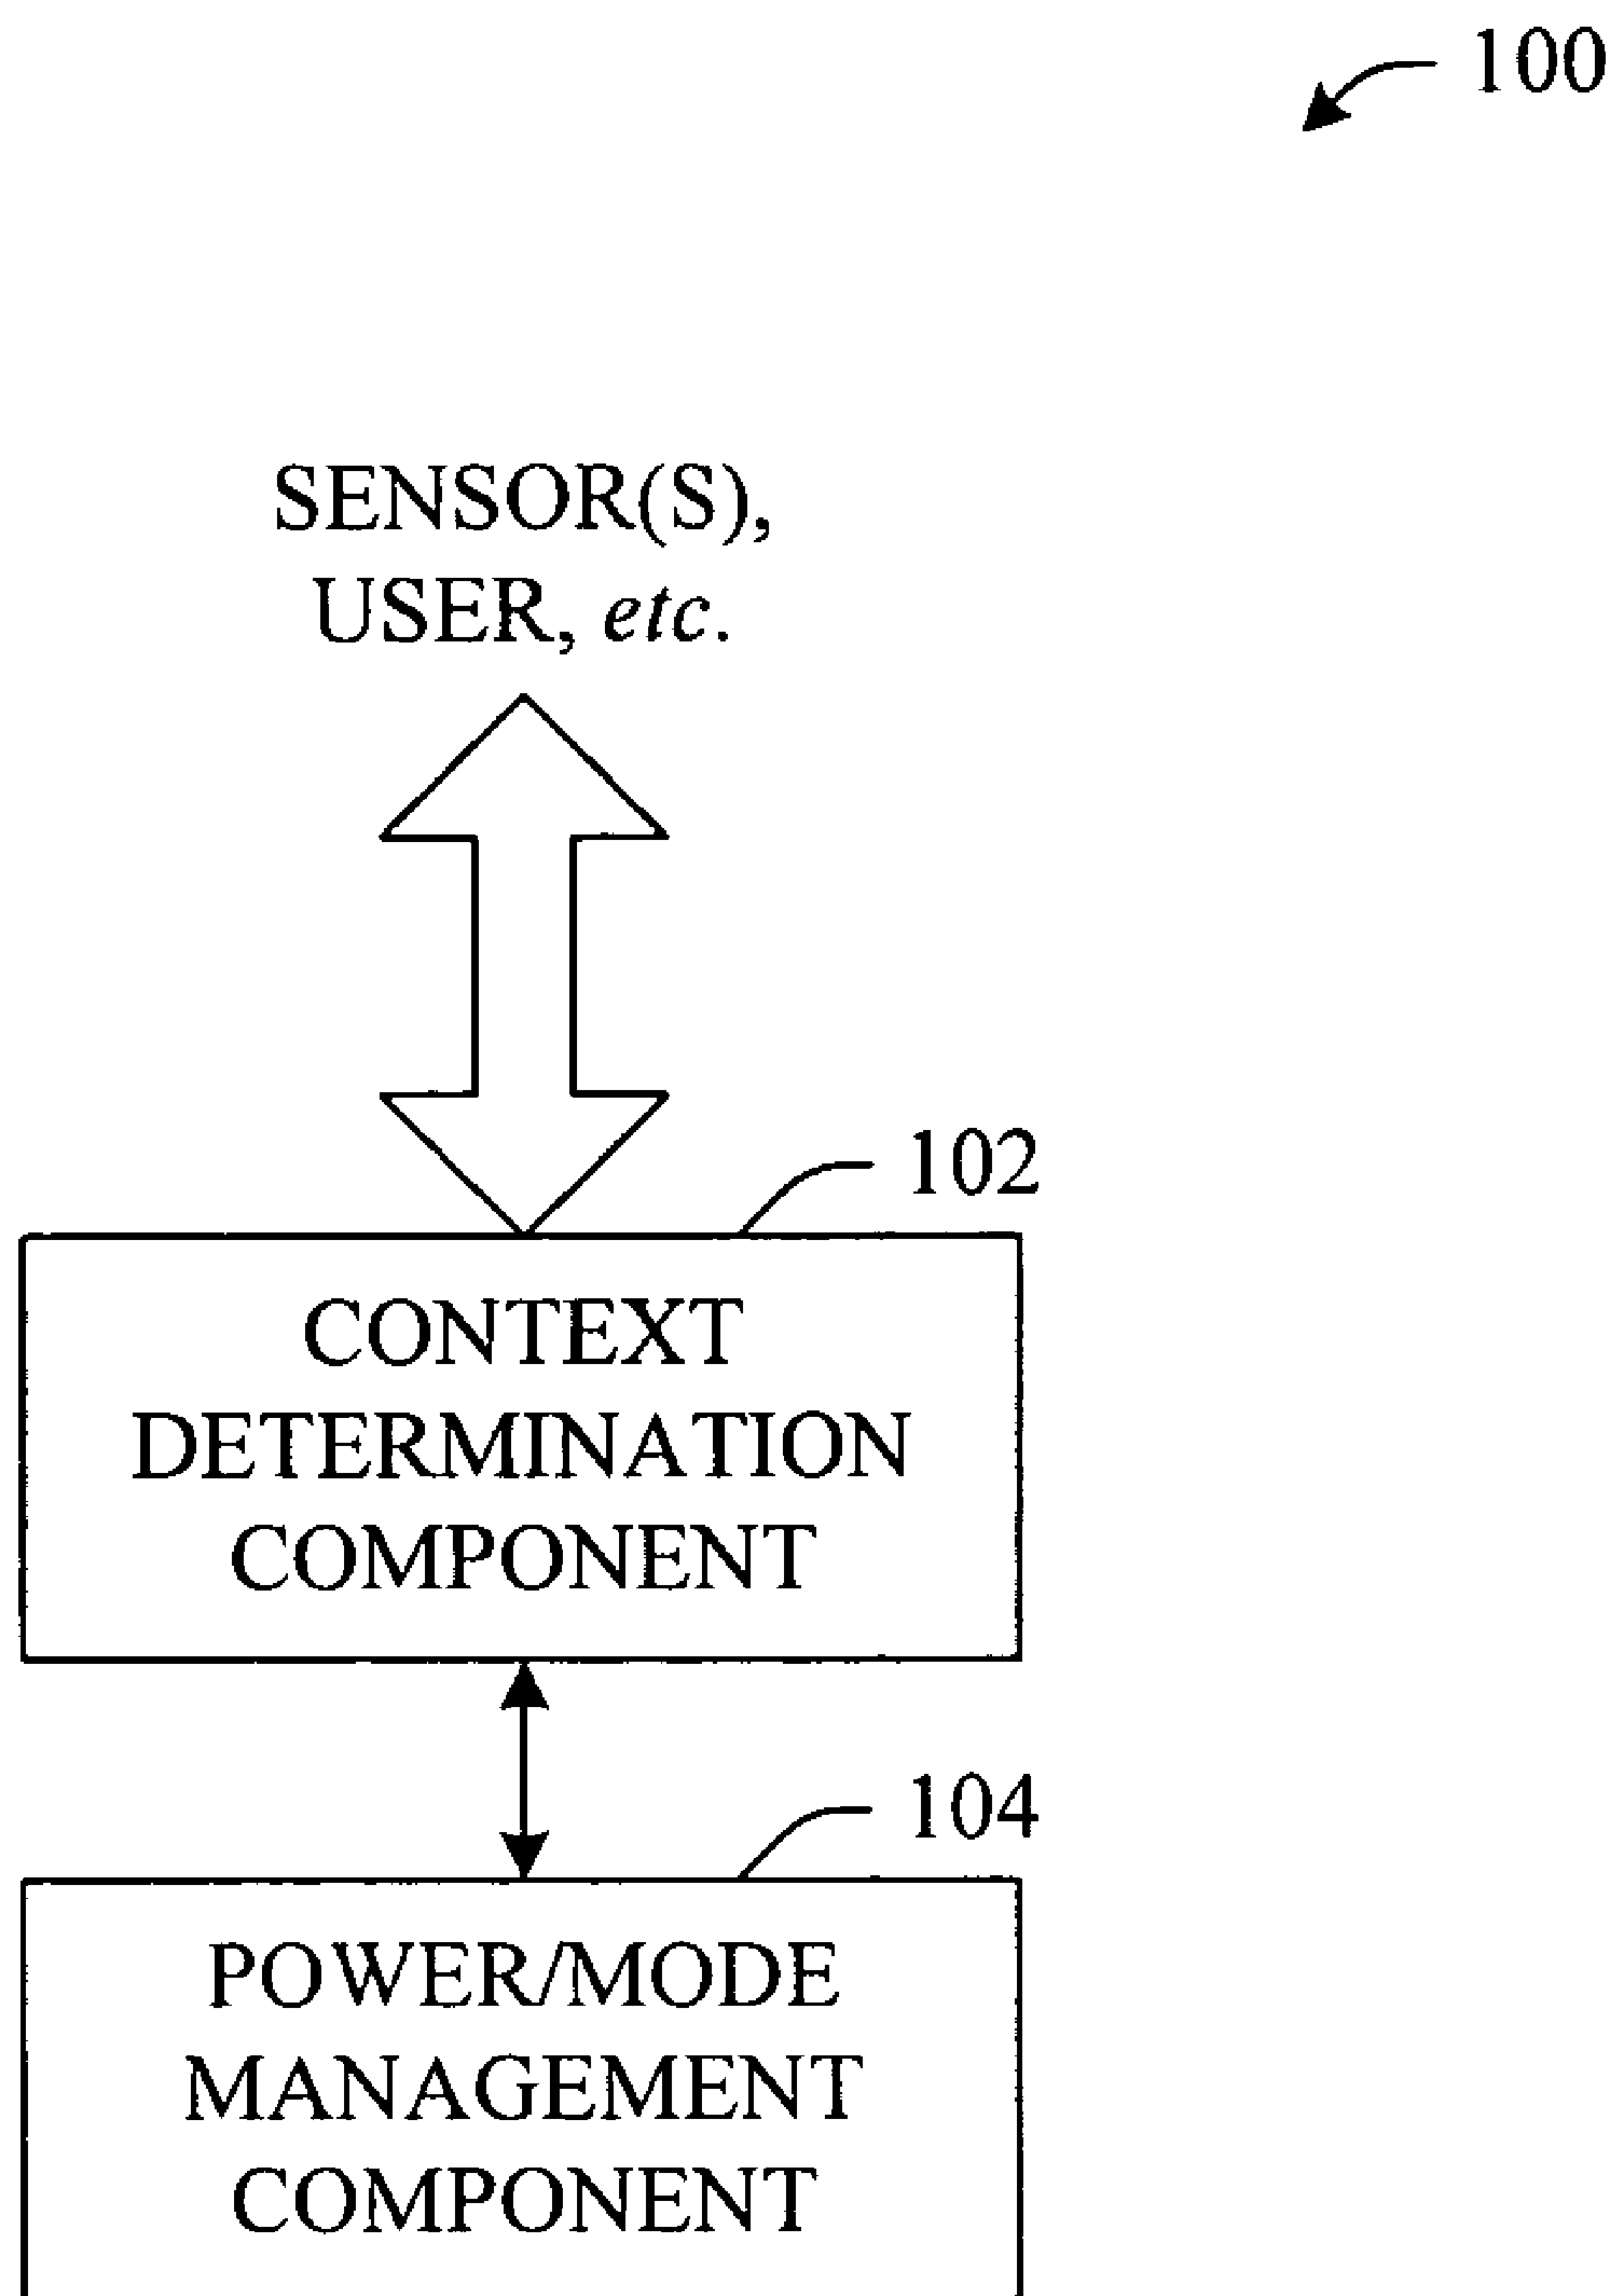 100
SENSOR(S),
USER, etc.
102
CONTEXT
DETERMINATION
COMPONENT
104
POWER/MODE
MANAGEMENT
COMPONENT